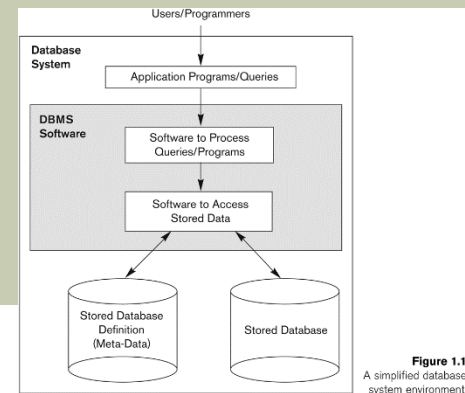 Users/Programmers
Database
System
Application Programs/Queries
DBMS
Software
Software to Process
Queries/Programs
Software to Access
Stored Data
Stored Database
Definition
(Meta-Data)
Stored Database
Figure 1.1
A simplified database
system environment